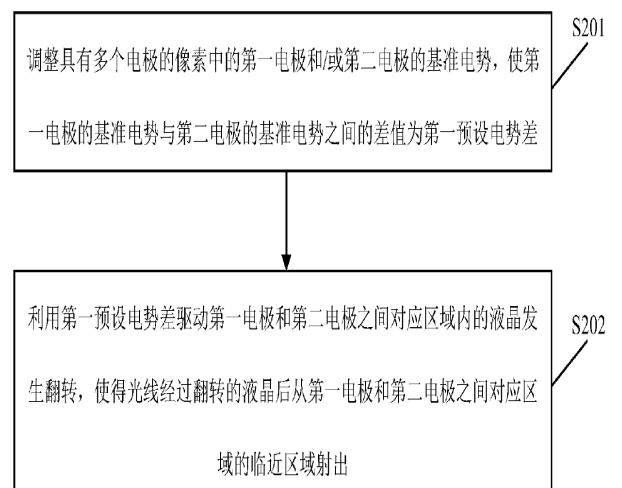 S201
调整具有多个电极的像素中的第一电极和/或第二电极的基准电势，使第
一电极的基准电势与第二电极的基准电势之间的差值为第一预设电势差
S202
利用第一预设电势差驱动第一电极和第二电极之间对应区域内的液晶发
生翻转，使得光线经过翻转的液晶后从第一电极和第二电极之间对应区
域的临近区域射出